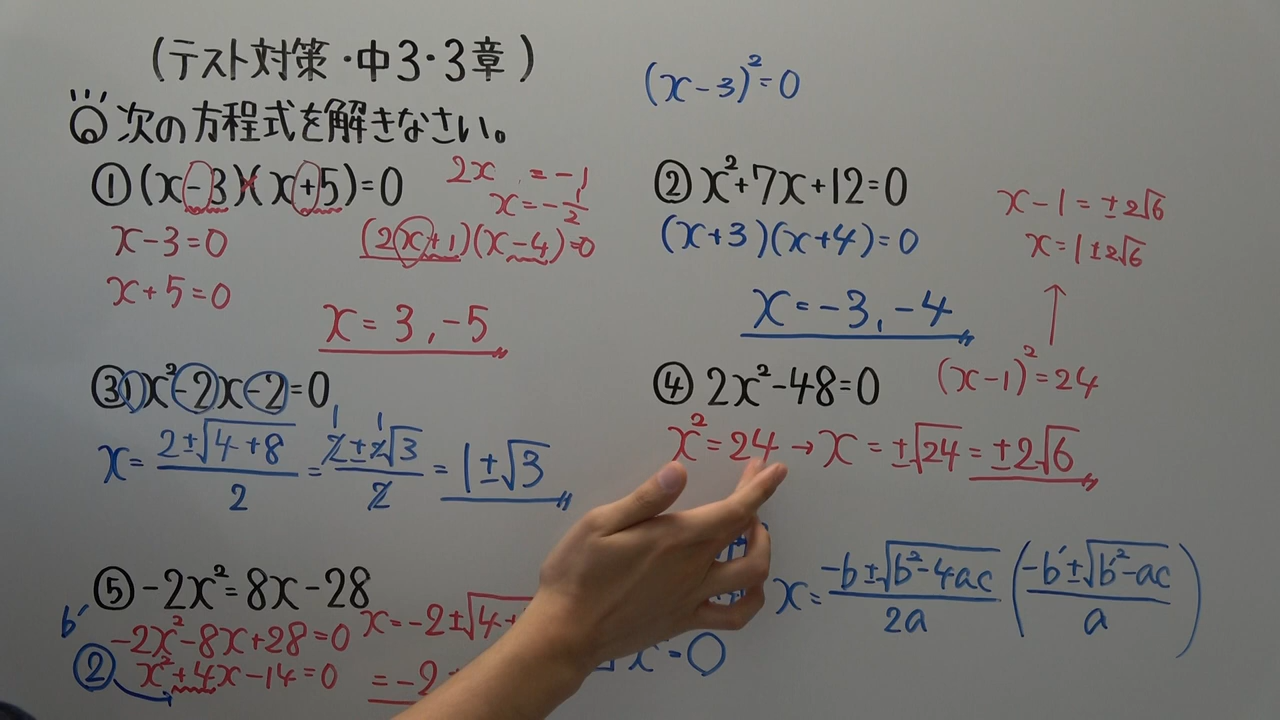 (テスト対策・中3・3章)
Q 次の方程式を解きなさい。
(x-3)²=0
①(x-3)×(x+5)=0
x-3=0
x+5=0
2x =-1
x=-1/2
(2x+1)(x-4)=0
x=3,-5
②x²+7x+12=0
(x+3)(x+4)=0
x=-3,-4
x-1=±2√6
x=1±2√6
↑
(x-1)²=24
③1x²-2x-2=0
x=(2±√(4+8))/2=(2±2√3)/2=1±√3
1 1
④2x²-48=0
x²=24→x=±√24=±2√6
⑤-2x²=8x-28
-2x²-8x+28=0
b′
② x²+4x-14=0
x=-2±√4+
=-2
=0
x=(-b±√(b²-4ac))/2a ((-b′±√(b′²-ac))/a)